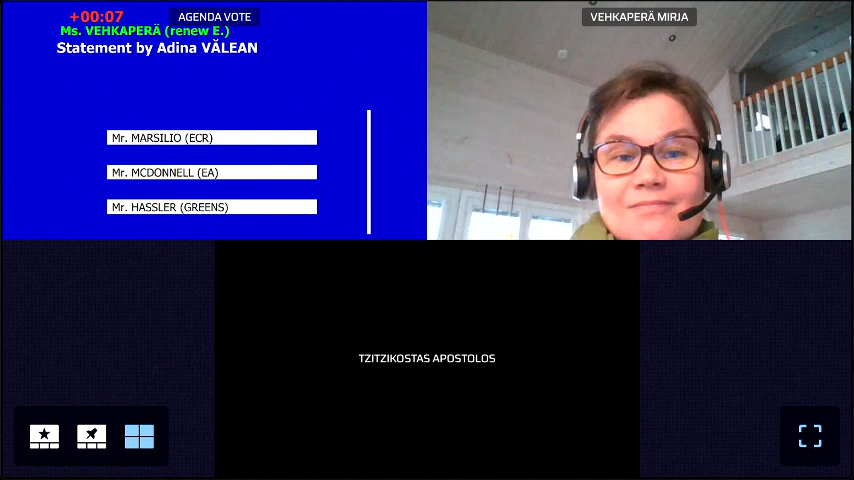 +00:07
AGENDA VOTE
Ms. VEHKAPERÄ (renew E.)
Statement by Adina VĂLEAN
Mr. MARSILIO (ECR)
Mr. MCDONNELL (EA)
Mr. HASSLER (GREENS)
VEHKAPERÄ MIRJA
TZITZIKOSTAS APOSTOLOS